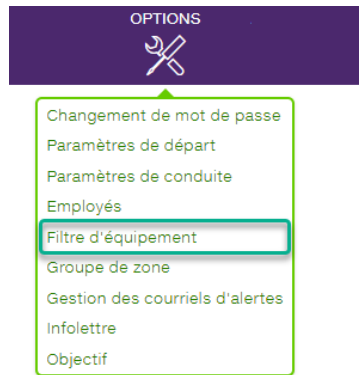 OPTIONS
Changement de mot de passe
Paramètres de départ
Paramètres de conduite
Employés
Filtre d'équipement
Groupe de zone
Gestion des courriels d'alertes
Infolettre
Objectif